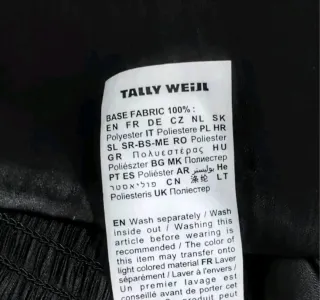 TALLY WEiJL
BASE FABRIC 100% :
EN FR DE CZ NL SK
Polyester IT Poliestere PL HR
SL SR-BS-ME RO Poliester
GR Πολυεστέρας HU
Poliészter BG MK Полиестер
PT ES Poliéster AR بوليستر He
פוליאסטר CN 涤纶 LT
Poliesteris UK Поліестер
EN Wash separately / Wash
inside out / Washing this
article before wearing is
recommended / The color of
this item may transfer onto
light colored material FR Laver
séparément / Laver à l'envers /
Un premier lavage est
conseillé avant de porter cet